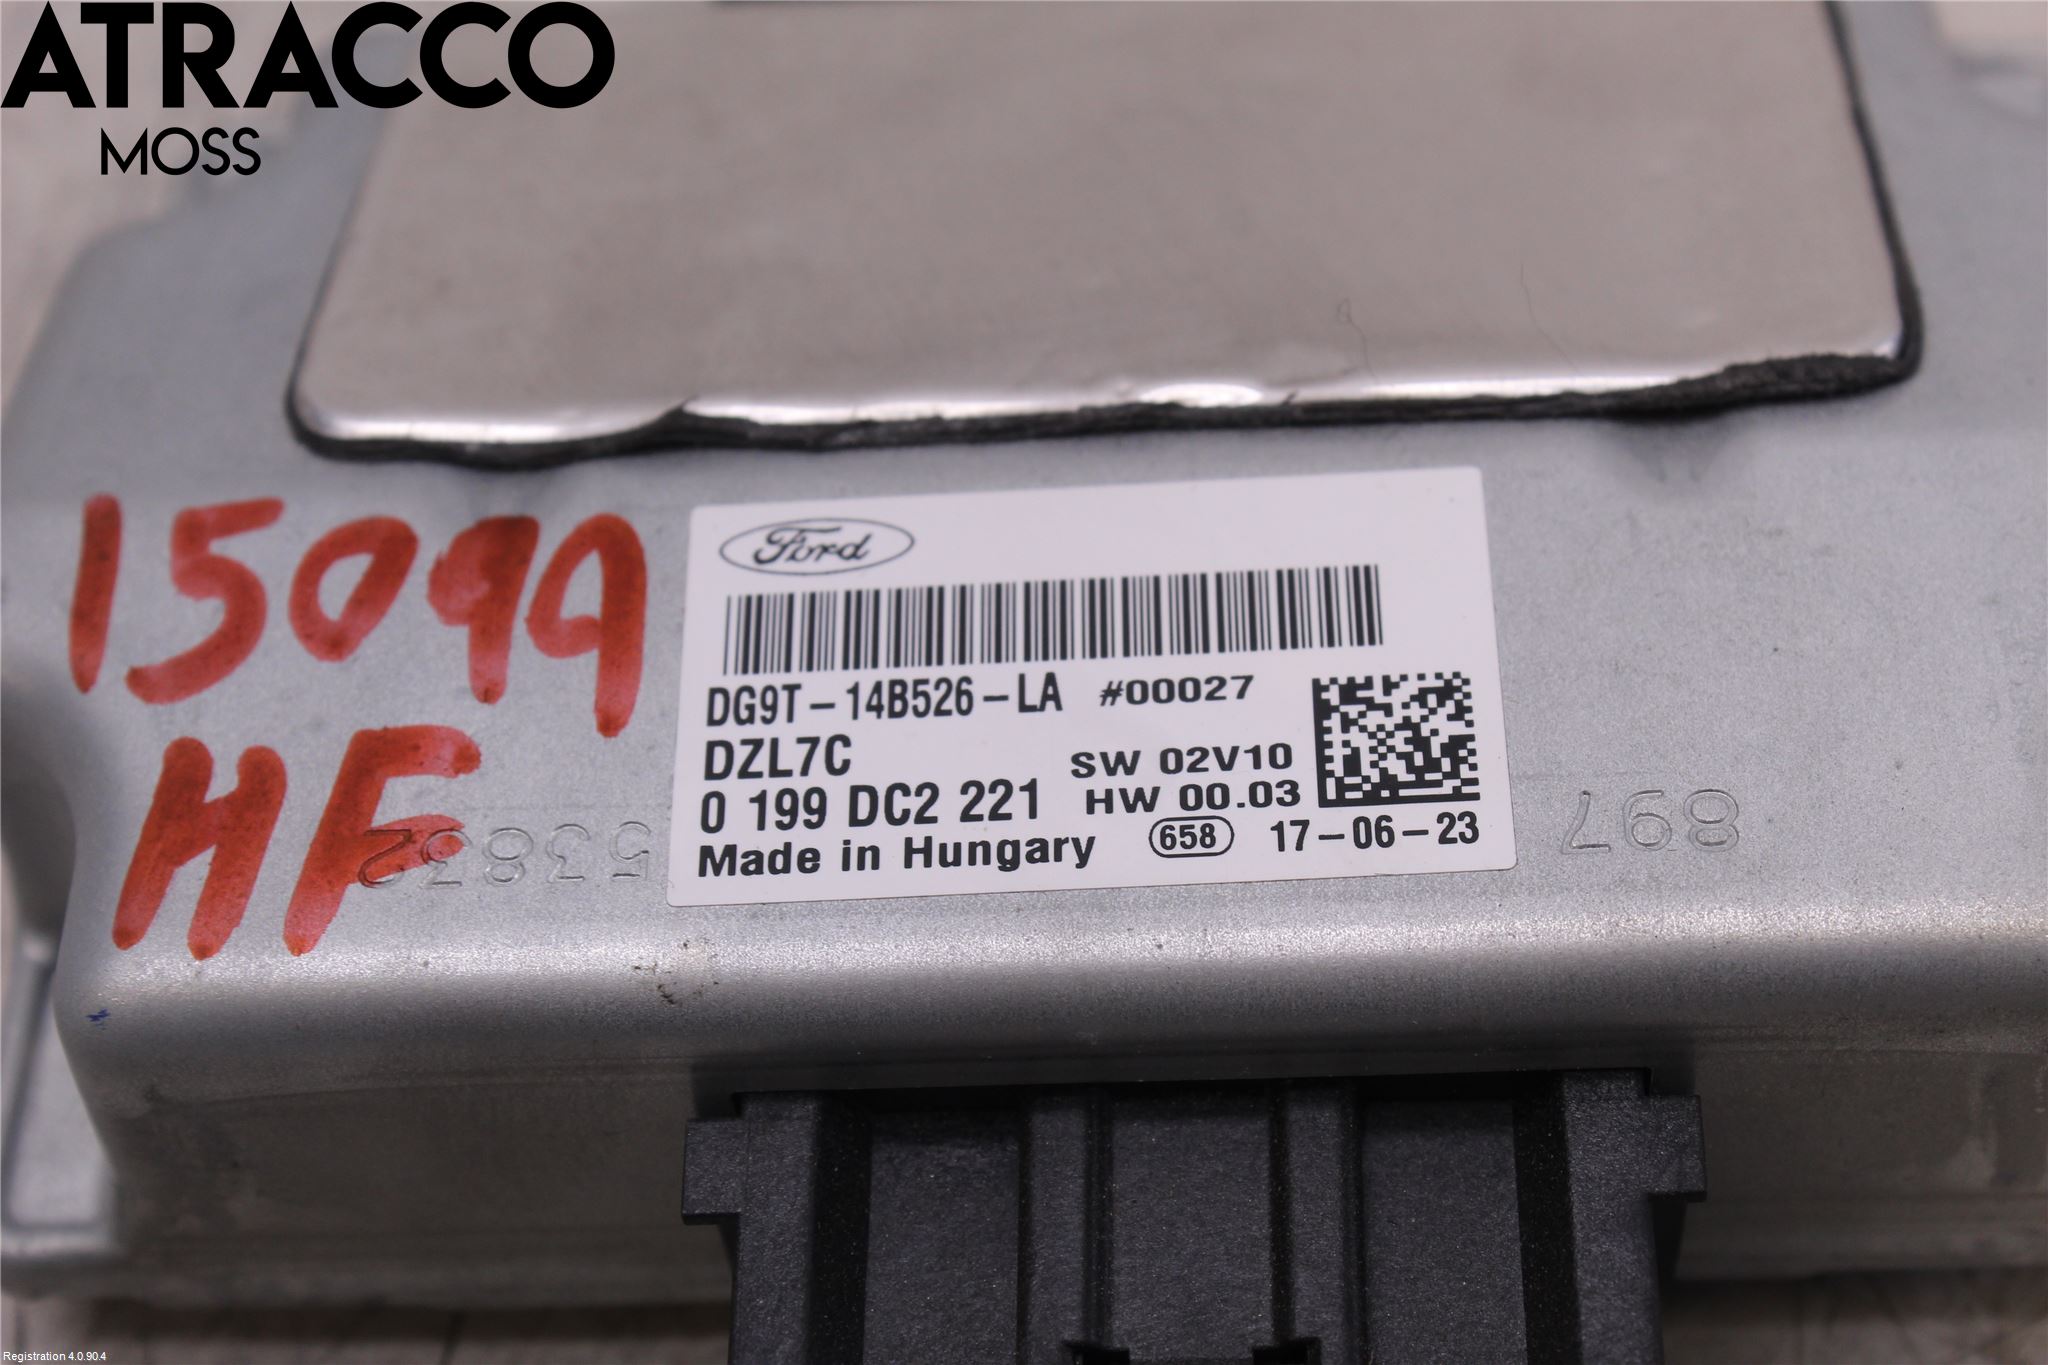 ATRACCO
MOSS
15099
HF
Ford
DG9T-14B526-LA #00027
DZL7C
SW 02V10
0 199 DC2 221
HW 00.03
Made in Hungary
658 17-06-23
53832
897
Registration 4.0.90.4